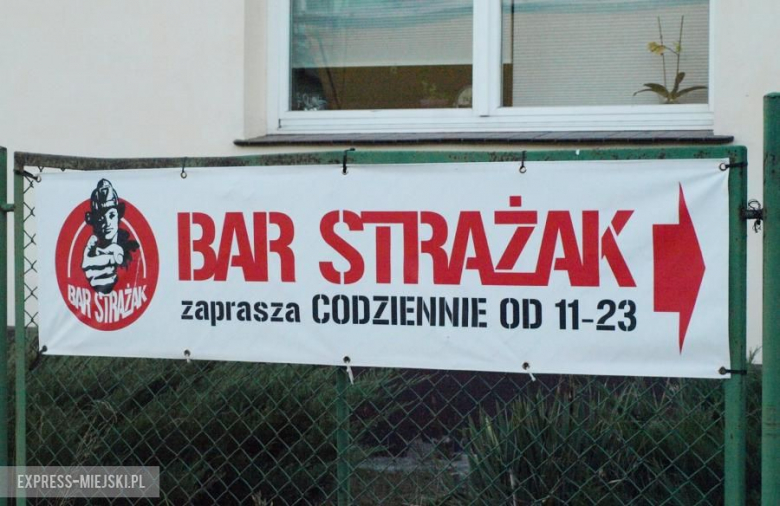 BAR STRAŻAK
BAR STRAŻAK
zaprasza CODZIENNIE OD 11-23
EXPRESS-MIEJSKI.PL